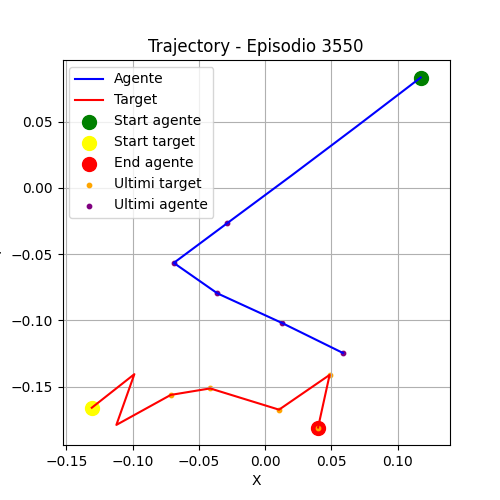 Trajectory - Episodio 3550
Agente
Target
Start agente
Start target
End agente
Ultimi target
Ultimi agente
0.05
0.00
−0.05
−0.10
−0.15
−0.15
−0.10
−0.05
0.00
0.05
0.10
X